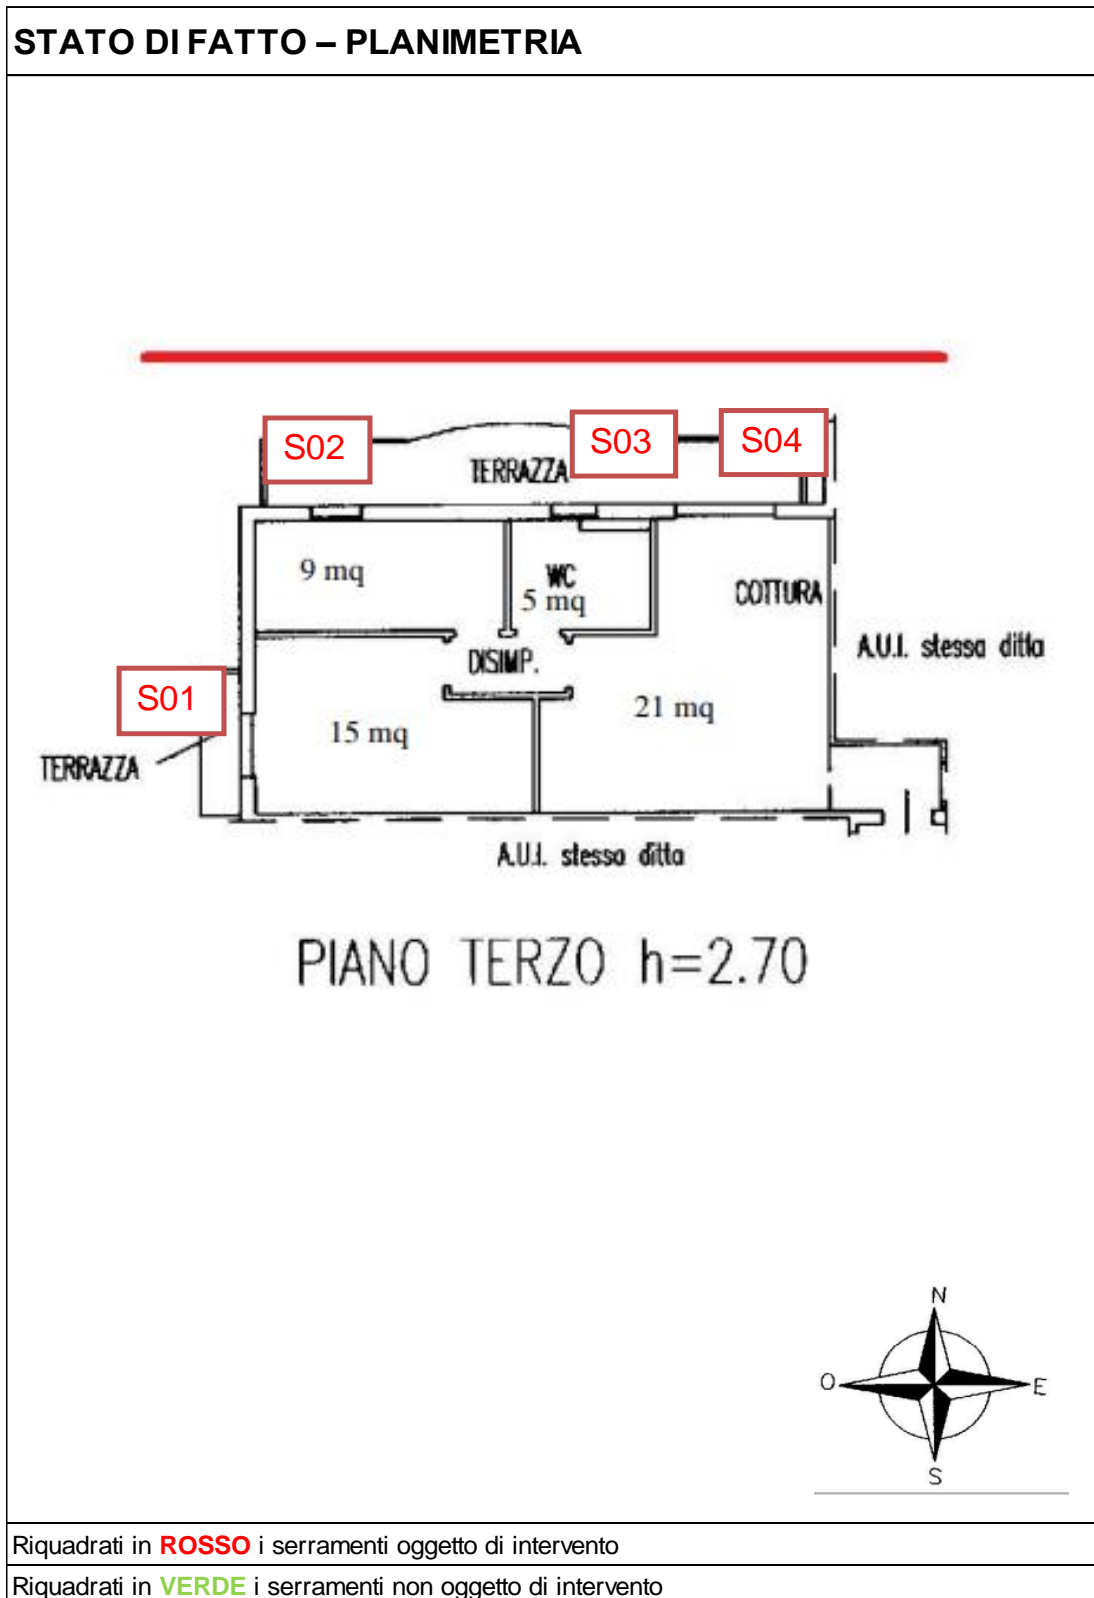 STATO DI FATTO – PLANIMETRIA
S02
S03
S04
TERRAZZA
9 mq
WC
5 mq
COTTURA
DISIMP.
A.U.I. stessa ditta
S01
15 mq
21 mq
TERRAZZA
A.U.I. stessa ditta
PIANO TERZO h=2.70
N
O
E
S
Riquadrati in ROSSO i serramenti oggetto di intervento
Riquadrati in VERDE i serramenti non oggetto di intervento